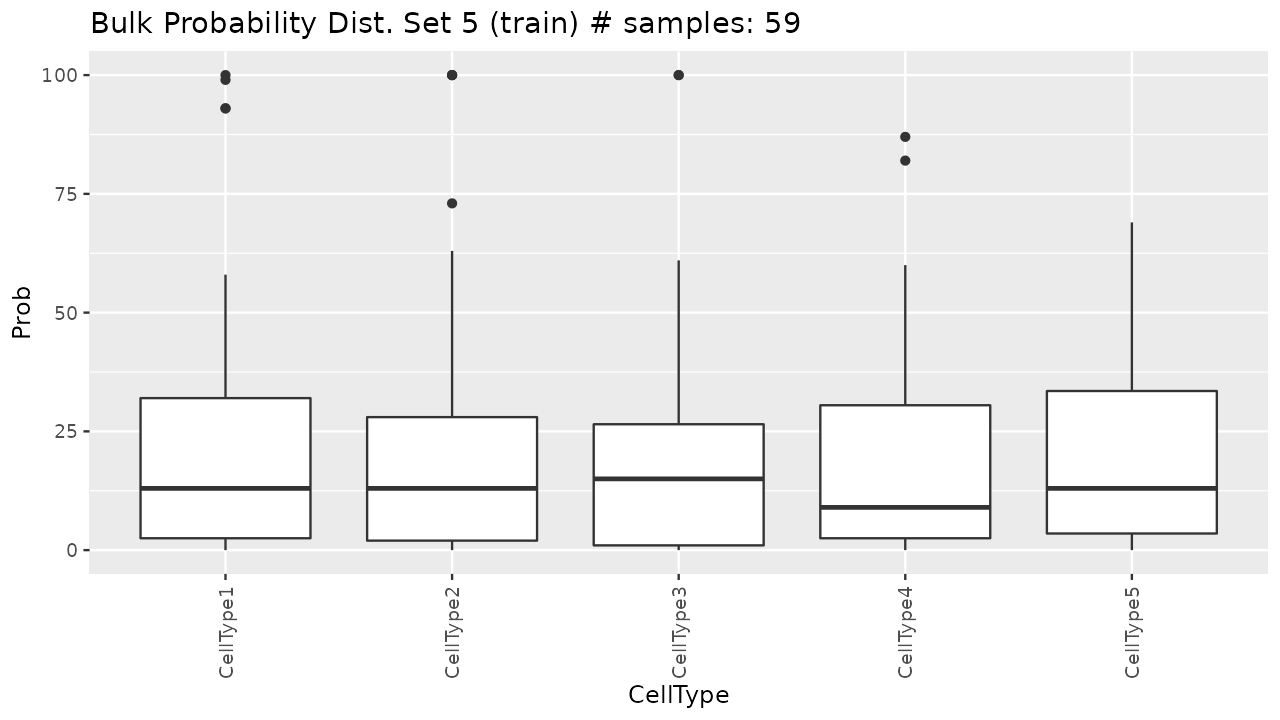 Bulk Probability Dist. Set 5 (train) # samples: 59
100
75
50
25
0
Prob
CellType1
CellType2
CellType3
CellType4
CellType5
CellType